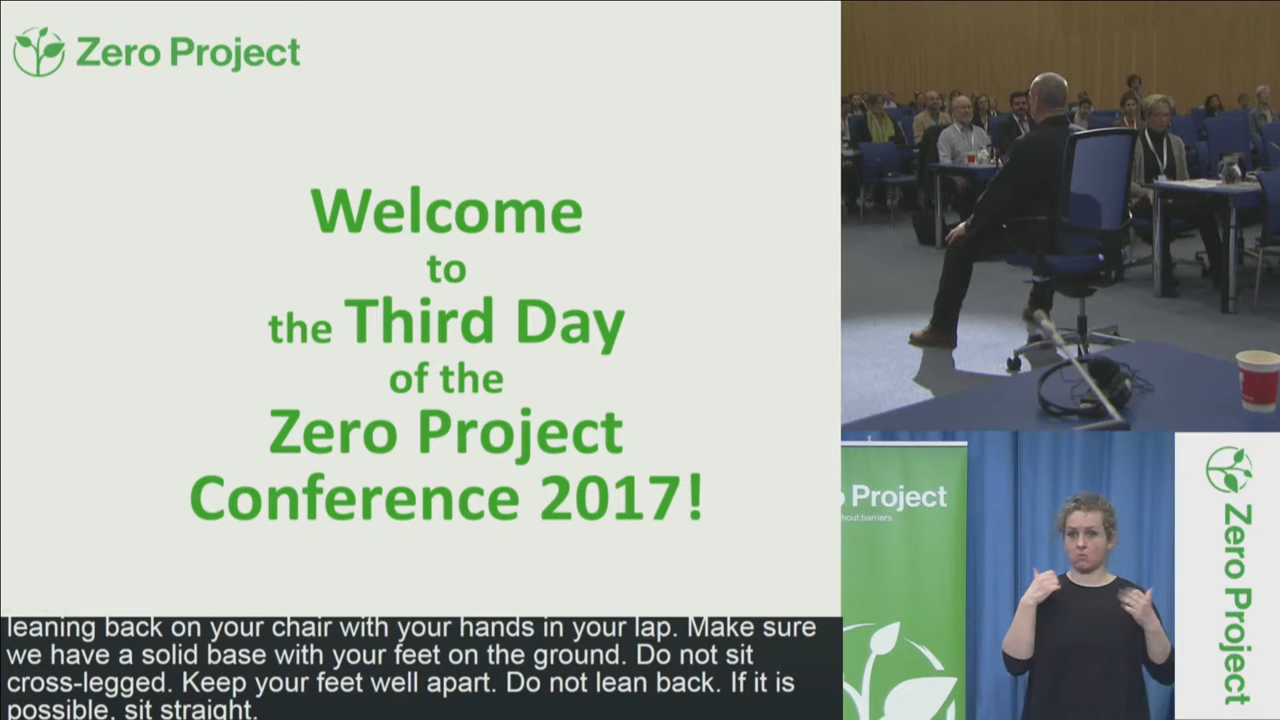 Zero Project
Welcome
to
the Third Day
of the
Zero Project
Conference 2017!
leaning back on your chair with your hands in your lap. Make sure
we have a solid base with your feet on the ground. Do not sit
cross-legged. Keep your feet well apart. Do not lean back. If it is
possible, sit straight.
o Project
hout barriers
Zero Project